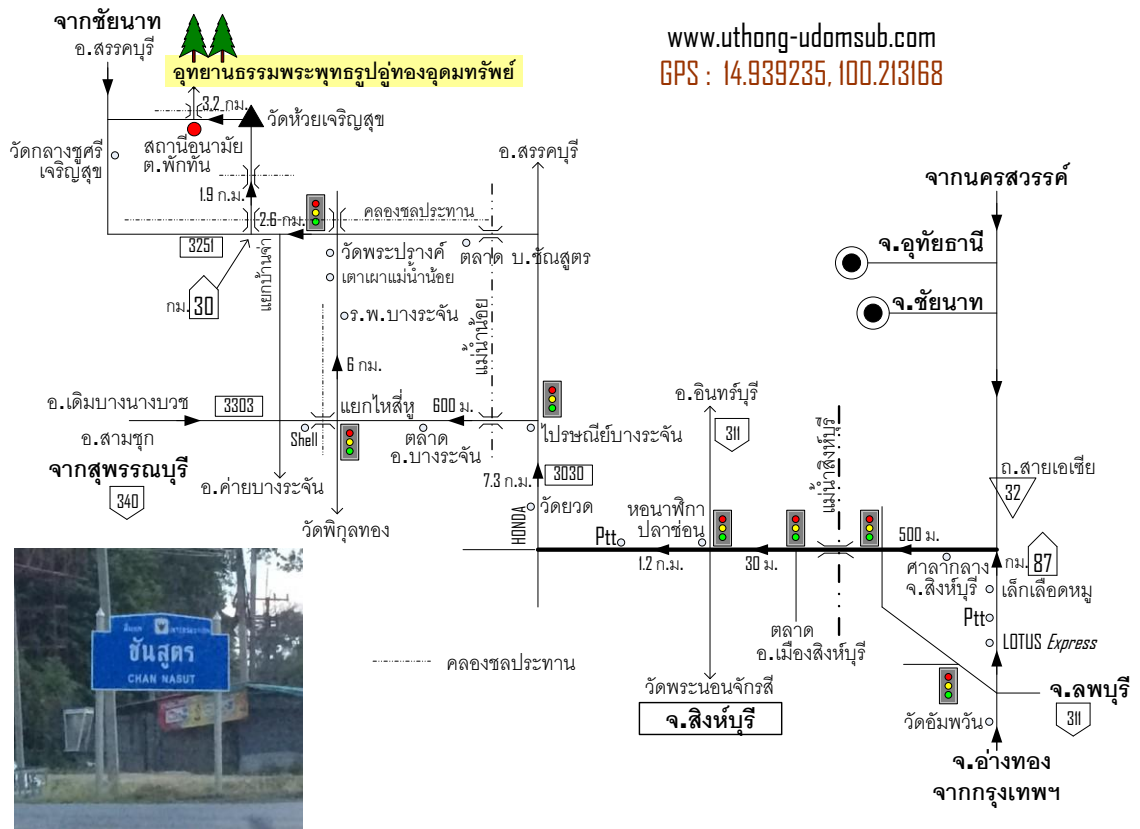 จากชัยนาท
อ.สรรคบุรี
อุทยานธรรมพระพุทธรูปอู่ทองอุดมทรัพย์
www.uthong-udomsub.com
GPS : 14.939235, 100.213168
3.2 กม.
วัดห้วยเจริญสุข
สถานีอนามัย
ต.พักทัน
วัดกลางชูศรี
เจริญสุข
1.9 ก.ม.
อ.สรรคบุรี
จากนครสวรรค์
2.6 กม.
คลองชลประทาน
3251
แยกบ้านจ่า
วัดพระปรางค์
ตลาด บ.ชัณสูตร
เตาเผาแม่น้ำน้อย
กม. 30
ร.พ.บางระจัน
แม่น้ำน้อย
จ.อุทัยธานี
จ.ชัยนาท
6 กม.
อ.เดิมบางนางบวช
3303
แยกไหสี่หู
600 ม.
อ.สามชุก
Shell
ตลาด
อ.บางระจัน
ไปรษณีย์บางระจัน
อ.อินทร์บุรี
311
แม่น้ำสิงห์บุรี
จากสุพรรณบุรี
340
อ.ค่ายบางระจัน
วัดพิกุลทอง
7.3 ก.ม.
3030
วัดยวด
HONDA
ถ.สายเอเซีย
32
หอนาฬิกา
ปลาช่อน
Ptt
1.2 ก.ม.
30 ม.
500 ม.
ศาลากลาง
จ.สิงห์บุรี
กม. 87
เล็กเลือดหมู
Ptt
LOTUS Express
ตลาด
อ.เมืองสิงห์บุรี
คลองชลประทาน
วัดพระนอนจักรสี
จ.สิงห์บุรี
จ.ลพบุรี
311
วัดอัมพวัน
จ.อ่างทอง
จากกรุงเทพฯ
ชันสูตร
CHAN NASUT